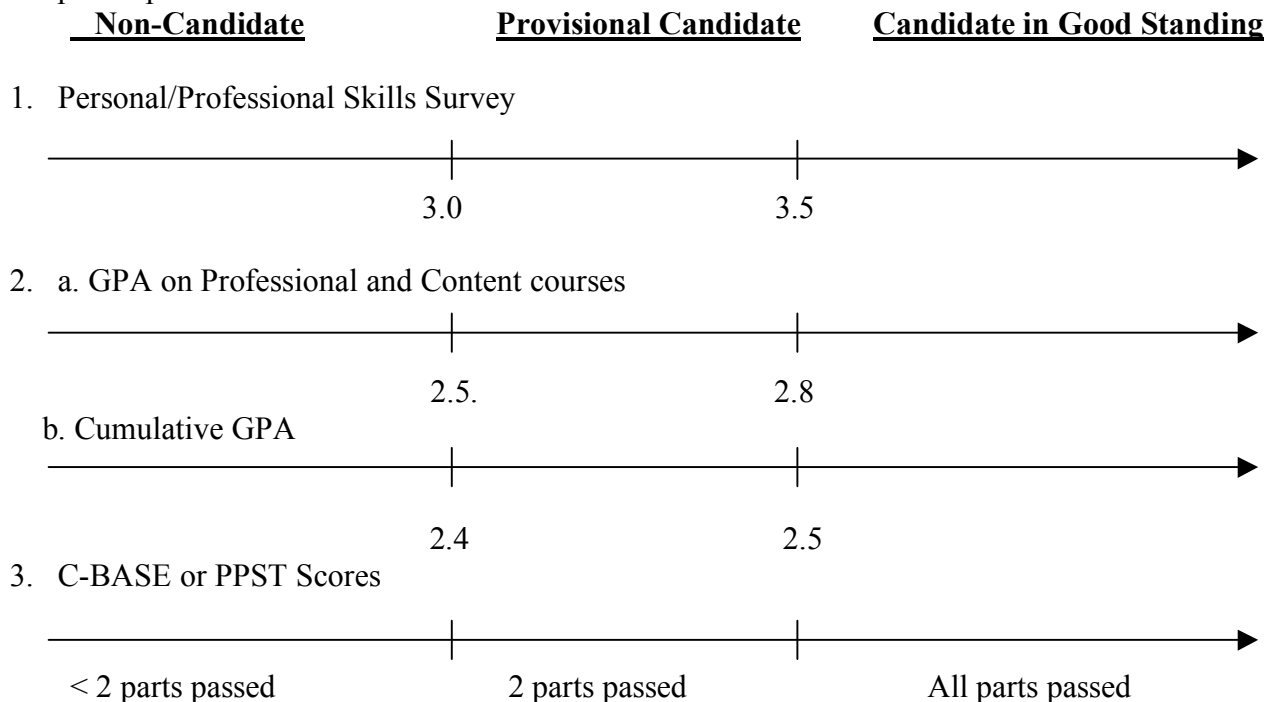 Non-Candidate Provisional Candidate Candidate in Good Standing
1. Personal/Professional Skills Survey
3.0 3.5
2. a. GPA on Professional and Content courses
2.5. 2.8
b. Cumulative GPA
2.4 2.5
3. C-BASE or PPST Scores
< 2 parts passed 2 parts passed All parts passed